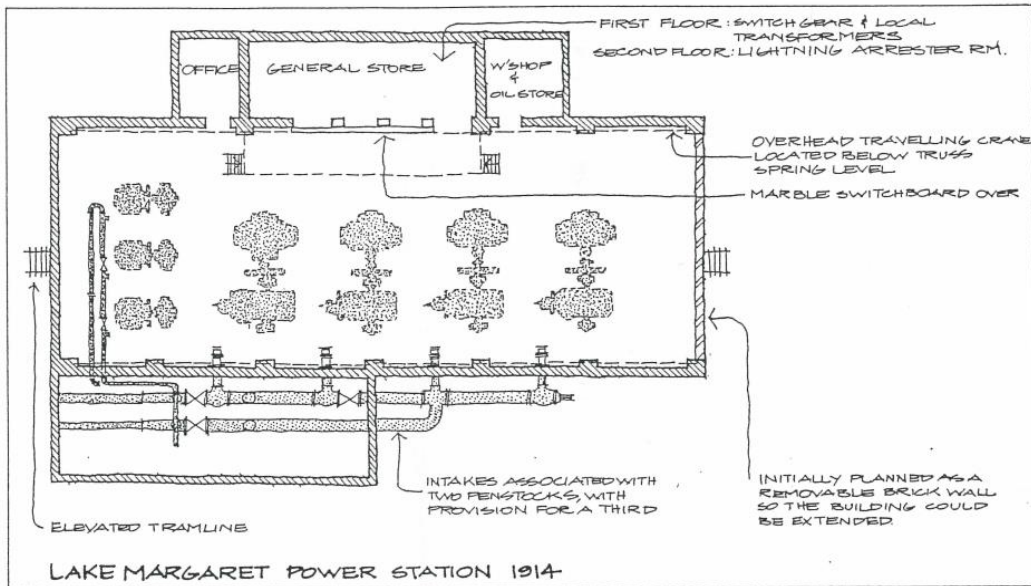 FIRST FLOOR: SWITCH GEAR & LOCAL
TRANSFORMERS
SECOND FLOOR: LIGHTNING ARRESTER RM.
OFFICE
GENERAL STORE
W'SHOP
&
OIL STORE
OVERHEAD TRAVELLING CRANE
LOCATED BELOW TRUSS
SPRING LEVEL
MARBLE SWITCHBOARD OVER
INTAKES ASSOCIATED WITH
TWO PENSTOCKS, WITH
PROVISION FOR A THIRD
INITIALLY PLANNED AS A
REMOVABLE BRICK WALL
SO THE BUILDING COULD
BE EXTENDED.
ELEVATED TRAMLINE
LAKE MARGARET POWER STATION 1914